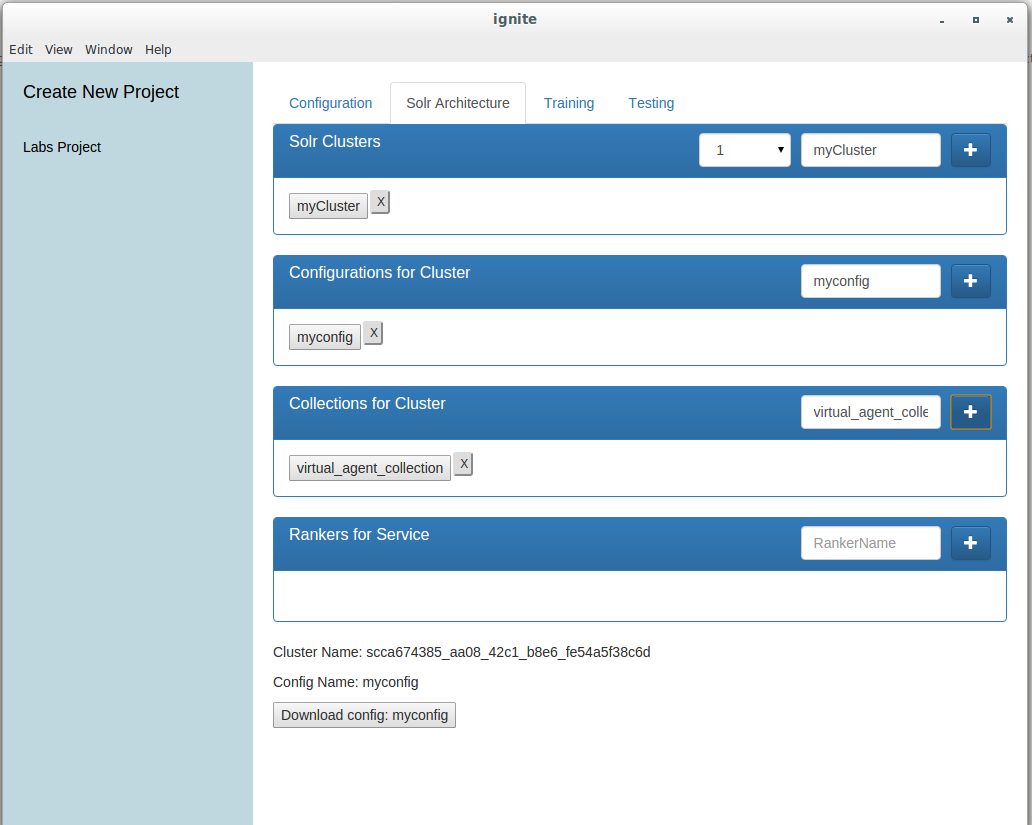 ignite
Edit View Window Help
Create New Project
Labs Project
Configuration Solr Architecture Training Testing
Solr Clusters 1 myCluster +
myCluster X
Configurations for Cluster myconfig +
myconfig X
Collections for Cluster virtual_agent_colle +
virtual_agent_collection X
Rankers for Service RankerName +
Cluster Name: scca674385_aa08_42c1_b8e6_fe54a5f38c6d
Config Name: myconfig
Download config: myconfig